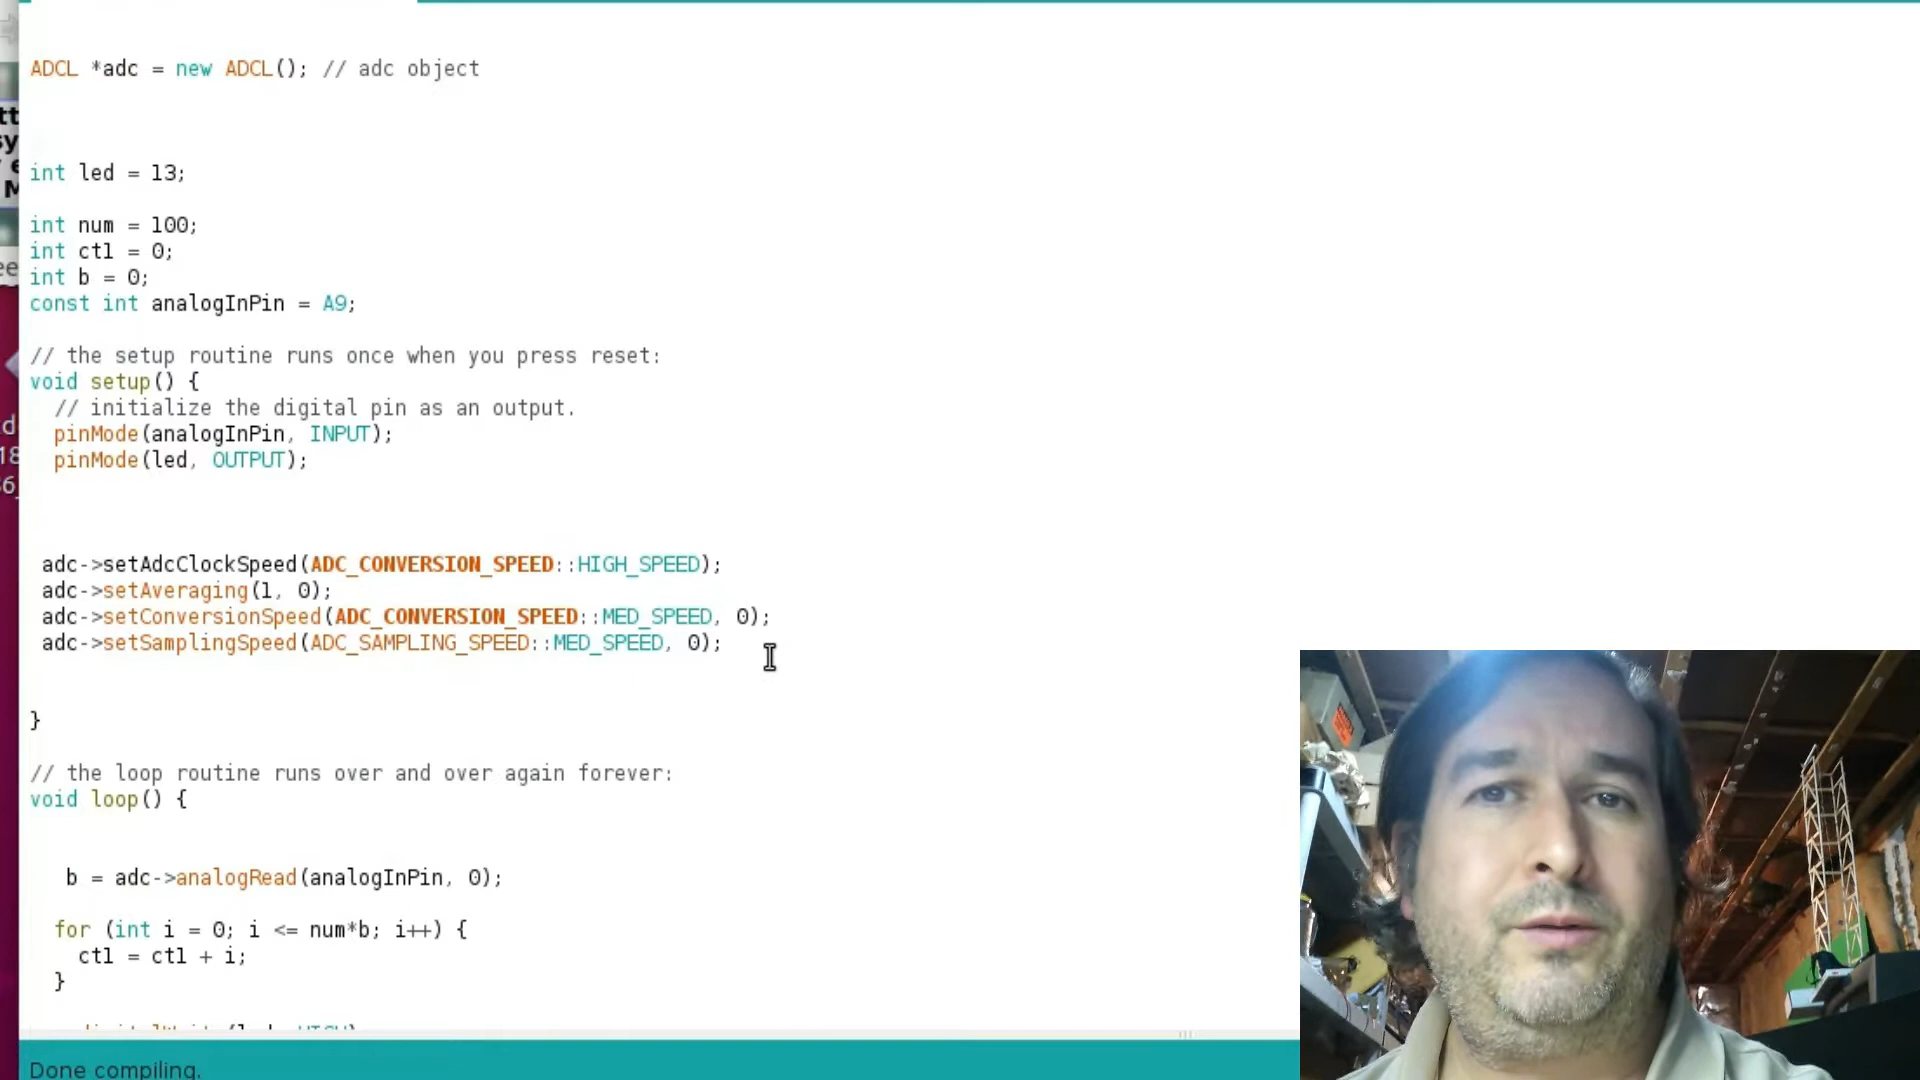 ADCL *adc = new ADCL(); // adc object
int led = 13;
int num = 100;
int ctl = 0;
int b = 0;
const int analogInPin = A9;
// the setup routine runs once when you press reset:
void setup() {
// initialize the digital pin as an output.
pinMode(analogInPin, INPUT);
pinMode(led, OUTPUT);
adc->setAdcClockSpeed(ADC_CONVERSION_SPEED::HIGH_SPEED);
adc->setAveraging(1, 0);
adc->setConversionSpeed(ADC_CONVERSION_SPEED::MED_SPEED, 0);
adc->setSamplingSpeed(ADC_SAMPLING_SPEED::MED_SPEED, 0);
}
// the loop routine runs over and over again forever:
void loop() {
b = adc->analogRead(analogInPin, 0);
for (int i = 0; i <= num*b; i++) {
ctl = ctl + i;
}
Done compiling.